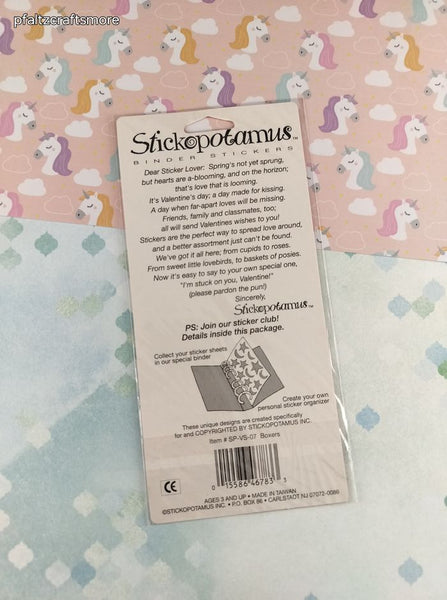 pfaltzcraftsmore
Stickopotamus™
BINDER STICKERS
Dear Sticker Lover: Spring's not yet sprung,
but hearts are a-blooming, and on the horizon;
that's love that is looming.
It's Valentine's day; a day made for kissing.
A day when far-apart loves will be missing.
Friends, family and classmates, too;
all will send Valentines wishes to you!
Stickers are the perfect way to spread love around,
and a better assortment just can't be found.
We've got it all here; from cupids to roses.
From sweet little lovebirds, to baskets of posies.
Now it's easy to say to your own special one,
"I'm stuck on you, Valentine!"
(please pardon the pun!)
Sincerely,
Stickopotamus™
PS: Join our sticker club!
Details inside this package.
Collect your sticker sheets
in our special binder
Create your own
personal sticker organizer
These unique designs are created specifically
for and COPYRIGHTED BY STICKOPOTAMUS INC.
Item # SP-VS-07 Boxers
0 15586 46783 3
CE
AGES 3 AND UP • MADE IN TAIWAN
©STICKOPOTAMUS INC. • P.O. BOX 86 • CARLSTADT NJ 07072-0086